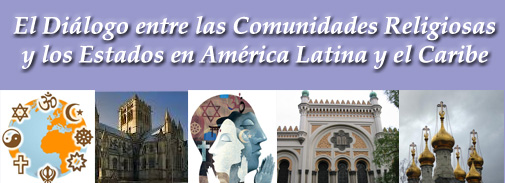 El Diálogo entre las Comunidades Religiosas
y los Estados en América Latina y el Caribe